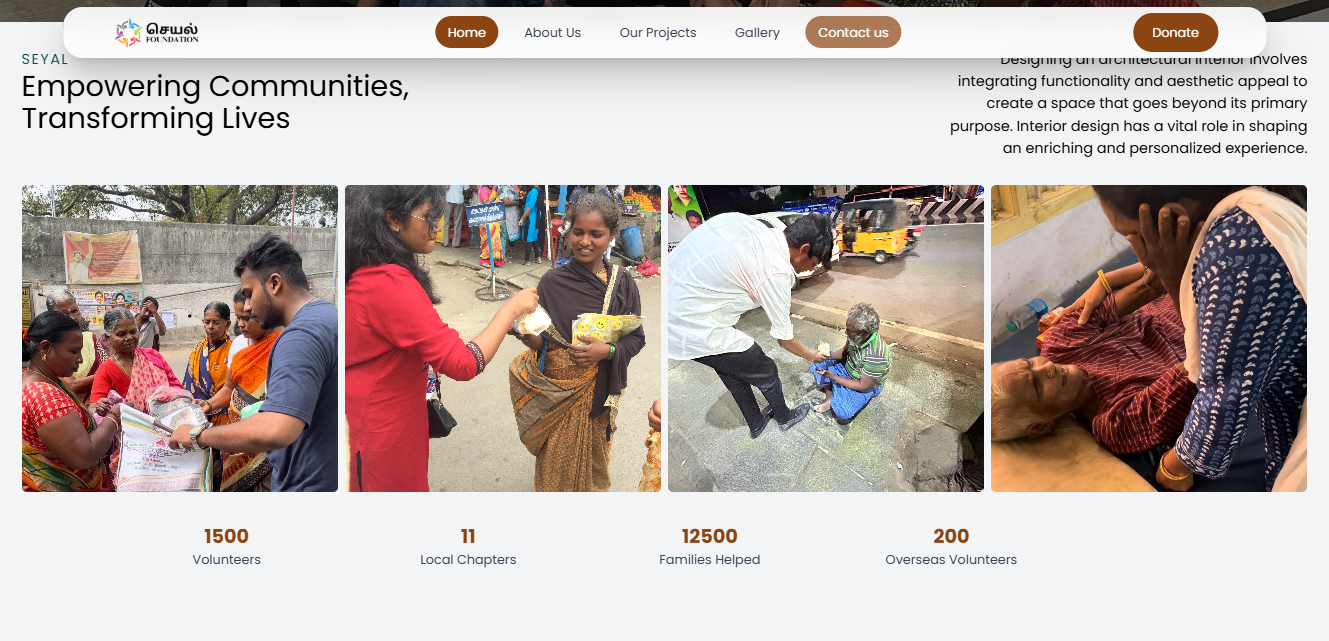 செயல்
FOUNDATION
Home
About Us
Our Projects
Gallery
Contact us
Donate
SEYAL
Empowering Communities,
Transforming Lives
Designing an architectural interior involves
integrating functionality and aesthetic appeal to
create a space that goes beyond its primary
purpose. Interior design has a vital role in shaping
an enriching and personalized experience.
1500
Volunteers
11
Local Chapters
12500
Families Helped
200
Overseas Volunteers